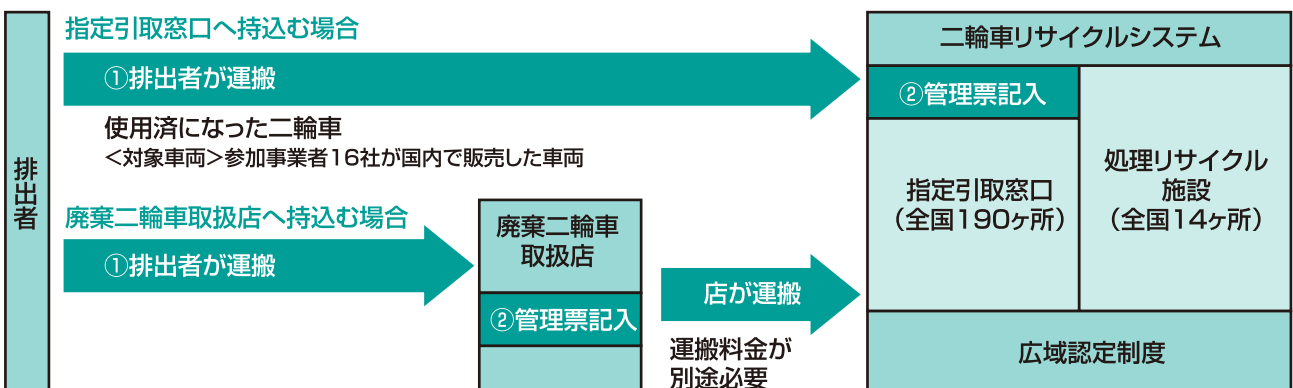 排出者
指定引取窓口へ持込む場合
①排出者が運搬
使用済になった二輪車
<対象車両>参加事業者16社が国内で販売した車両
廃棄二輪車取扱店へ持込む場合
①排出者が運搬
廃棄二輪車
取扱店
②管理票記入
店が運搬
運搬料金が
別途必要
二輪車リサイクルシステム
②管理票記入
指定引取窓口
(全国190ヶ所)
処理リサイクル
施設
(全国14ヶ所)
広域認定制度